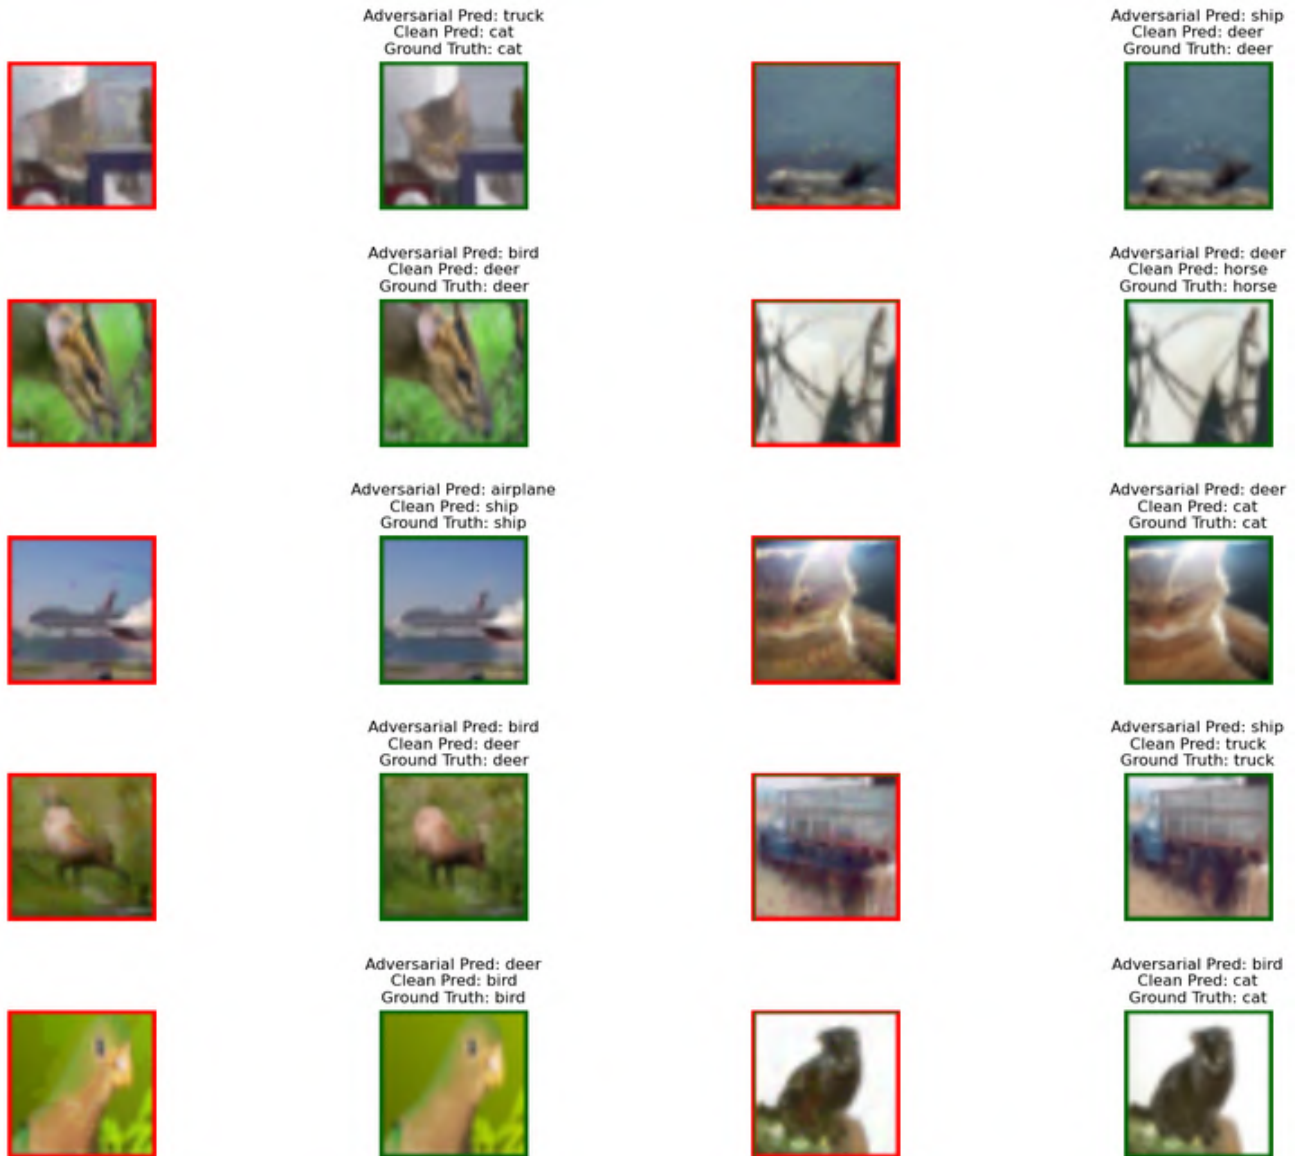 Adversarial Pred: truck
Clean Pred: cat
Ground Truth: cat
Adversarial Pred: ship
Clean Pred: deer
Ground Truth: deer
Adversarial Pred: bird
Clean Pred: deer
Ground Truth: deer
Adversarial Pred: deer
Clean Pred: horse
Ground Truth: horse
Adversarial Pred: airplane
Clean Pred: ship
Ground Truth: ship
Adversarial Pred: deer
Clean Pred: cat
Ground Truth: cat
Adversarial Pred: bird
Clean Pred: deer
Ground Truth: deer
Adversarial Pred: ship
Clean Pred: truck
Ground Truth: truck
Adversarial Pred: deer
Clean Pred: bird
Ground Truth: bird
Adversarial Pred: bird
Clean Pred: cat
Ground Truth: cat